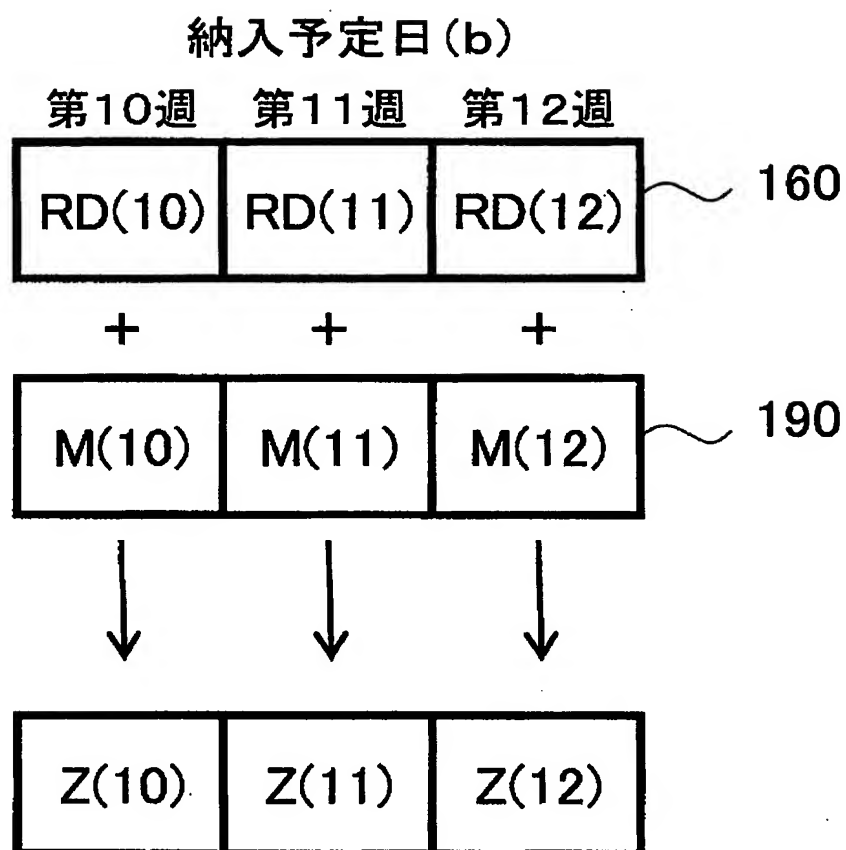 納入予定日(b)
第10週 第11週 第12週
RD(10) RD(11) RD(12) 160
+ + +
M(10) M(11) M(12) 190
Z(10) Z(11) Z(12)